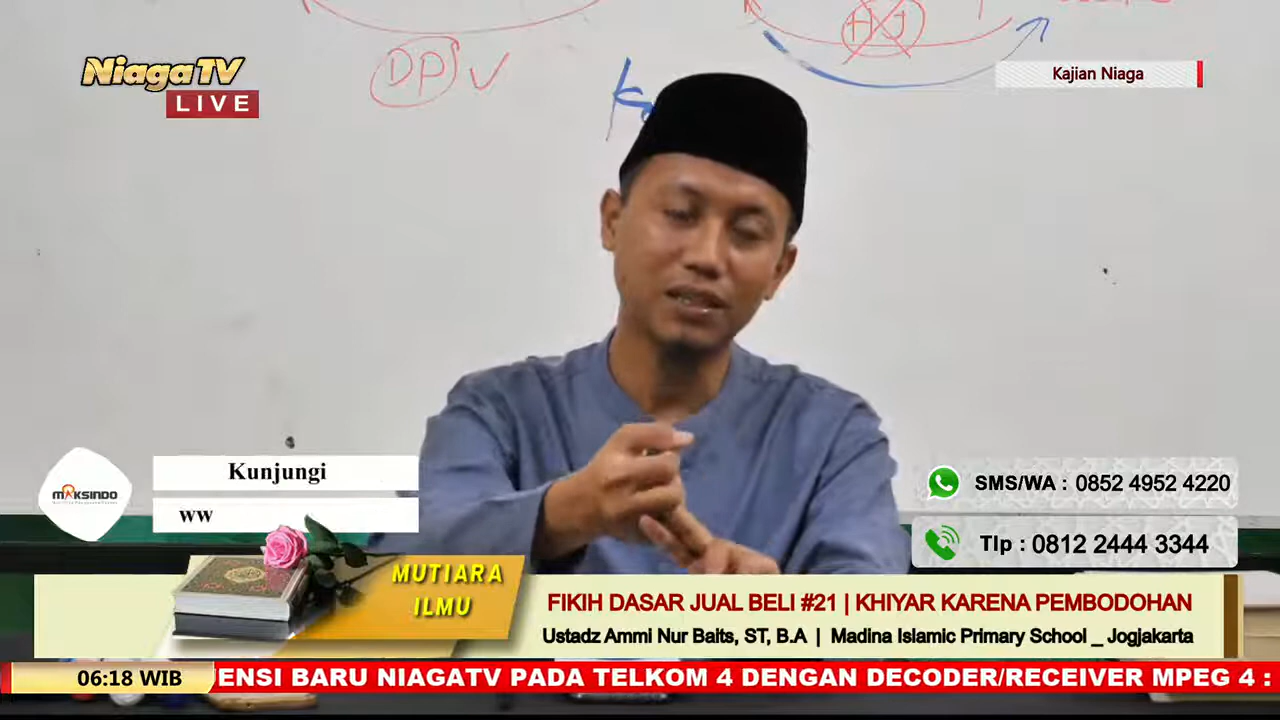 DP
NiagaTV
LIVE
Kajian Niaga
Kunjungi
ww
MAKSINDO
SMS/WA : 0852 4952 4220
Tlp : 0812 2444 3344
MUTIARA
ILMU
FIKIH DASAR JUAL BELI #21 | KHIYAR KARENA PEMBODOHAN
Ustadz Ammi Nur Baits, ST, B.A | Madina Islamic Primary School _ Jogjakarta
06:18 WIB
ENSI BARU NIAGATV PADA TELKOM 4 DENGAN DECODER/RECEIVER MPEG 4 :